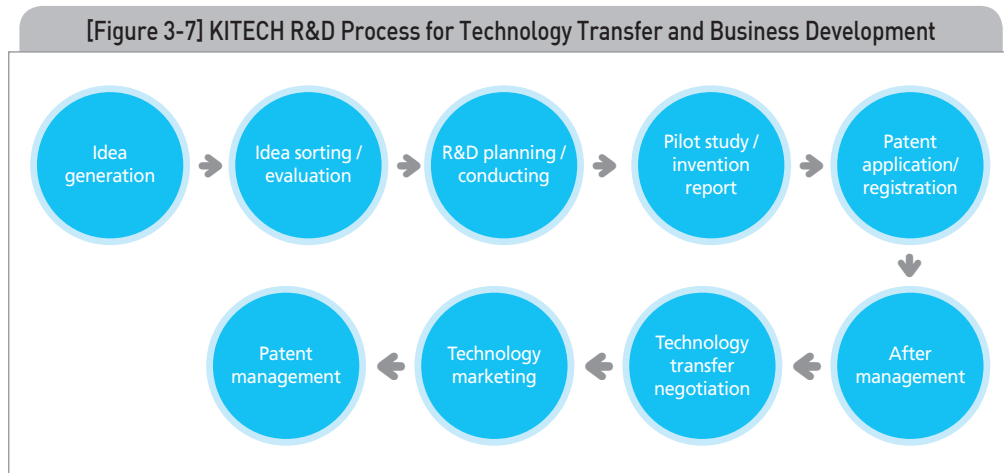 [Figure 3-7] KITECH R&D Process for Technology Transfer and Business Development
Idea
generation
Idea sorting /
evaluation
R&D planning /
conducting
Pilot study /
invention
report
Patent
application/
registration
After
management
Technology
transfer
negotiation
Technology
marketing
Patent
management